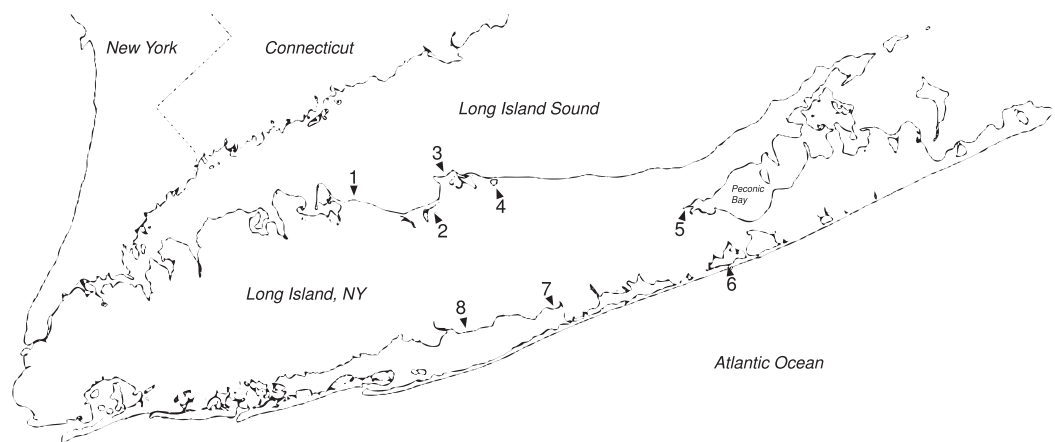 New York
Connecticut
Long Island Sound
3
1
4
2
Peconic
Bay
5
6
Long Island, NY
7
8
Atlantic Ocean